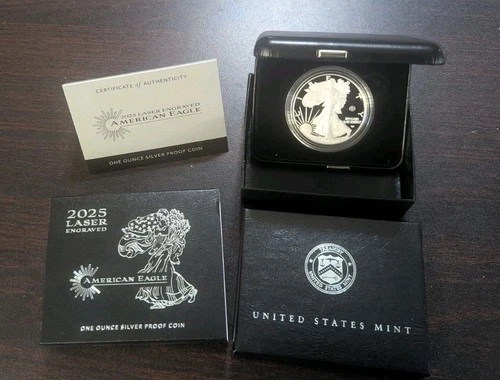 CERTIFICATE of AUTHENTICITY
2025 LASER ENGRAVED
AMERICAN EAGLE
ONE OUNCE SILVER PROOF COIN
2025
LASER
ENGRAVED
AMERICAN EAGLE
ONE OUNCE SILVER PROOF COIN
UNITED STATES MINT